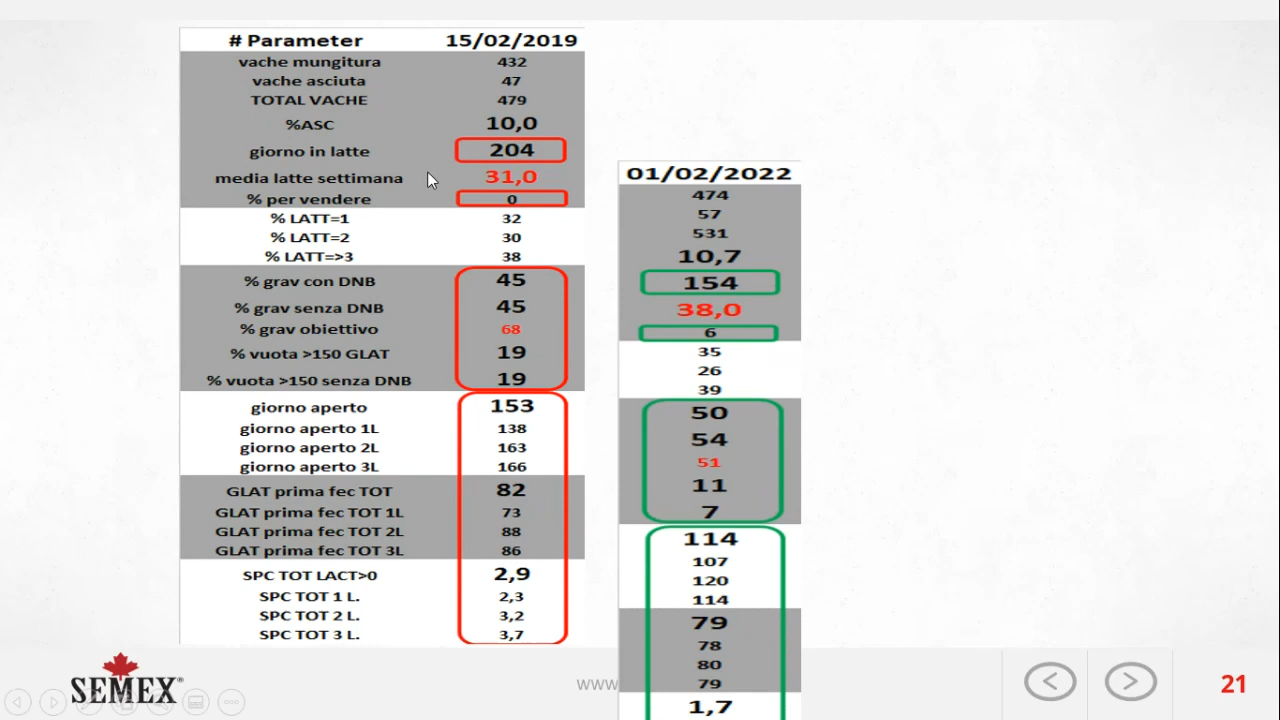 # Parameter 15/02/2019
vache mungitura 432
vache asciuta 47
TOTAL VACHE 479
%ASC 10,0
giorno in latte 204
media latte settimana 31,0
% per vendere 0
% LATT=1 32
% LATT=2 30
% LATT=>3 38
% grav con DNB 45
% grav senza DNB 45
% grav obiettivo 68
% vuota >150 GLAT 19
% vuota >150 senza DNB 19
giorno aperto 153
giorno aperto 1L 138
giorno aperto 2L 163
giorno aperto 3L 166
GLAT prima fec TOT 82
GLAT prima fec TOT 1L 73
GLAT prima fec TOT 2L 88
GLAT prima fec TOT 3L 86
SPC TOT LACT>0 2,9
SPC TOT 1 L. 2,3
SPC TOT 2 L. 3,2
SPC TOT 3 L. 3,7
01/02/2022
474
57
531
10,7
154
38,0
6
35
26
39
50
54
51
11
7
114
107
120
114
79
78
80
79
1,7
SEMEX®
www
21